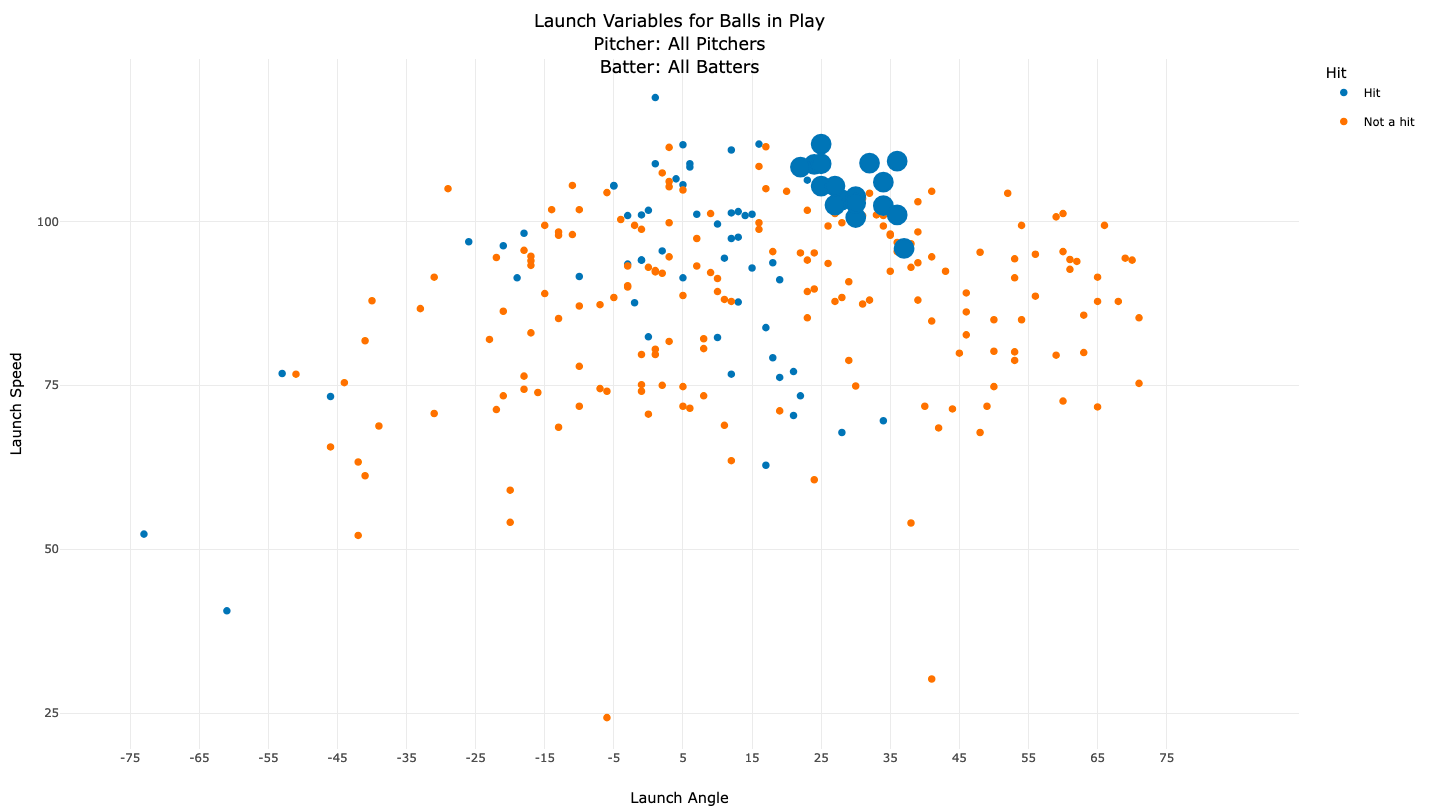 Launch Variables for Balls in Play
Pitcher: All Pitchers
Batter: All Batters
Hit
Hit
Not a hit
Launch Speed
100
75
50
25
-75
-65
-55
-45
-35
-25
-15
-5
5
15
25
35
45
55
65
75
Launch Angle